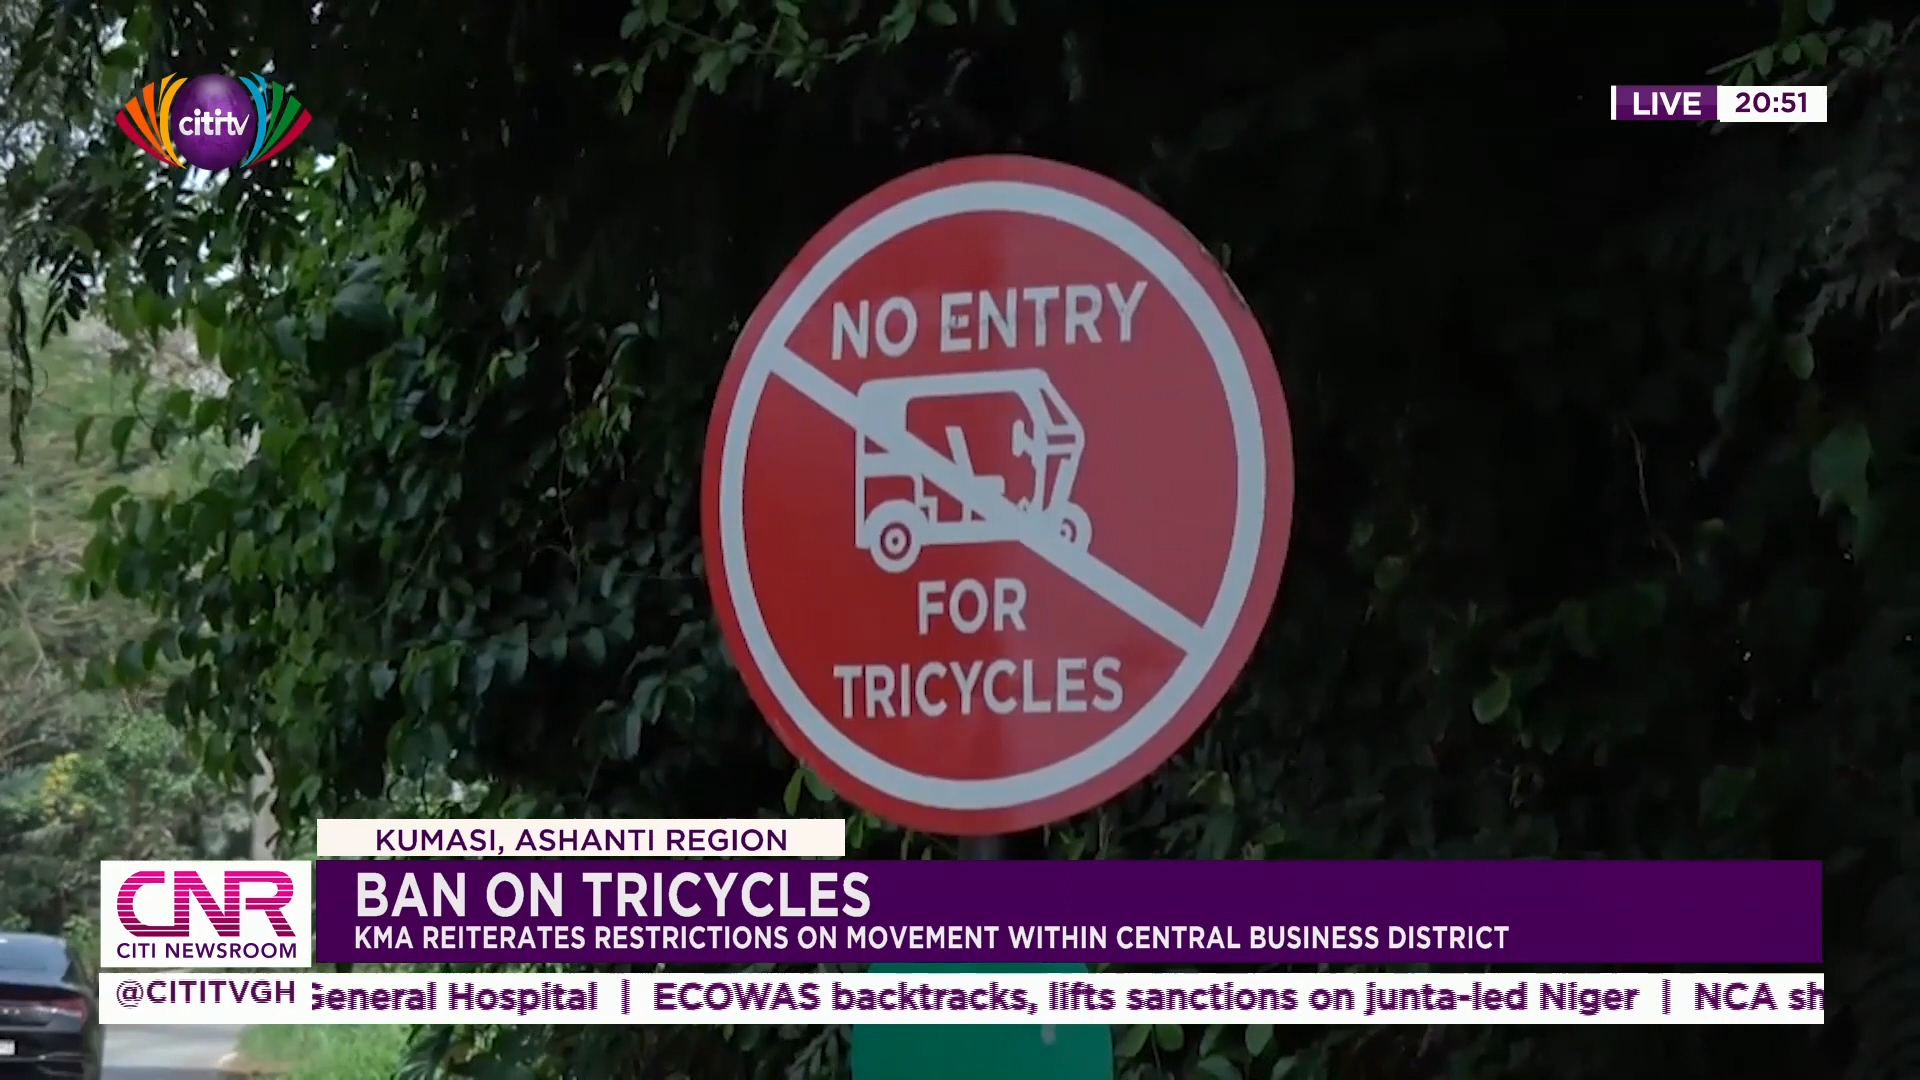 citi tv
LIVE 20:51
NO ENTRY
FOR
TRICYCLES
KUMASI, ASHANTI REGION
CNR
CITI NEWSROOM
BAN ON TRICYCLES
KMA REITERATES RESTRICTIONS ON MOVEMENT WITHIN CENTRAL BUSINESS DISTRICT
@CITITVGH General Hospital | ECOWAS backtracks, lifts sanctions on junta-led Niger | NCA sh